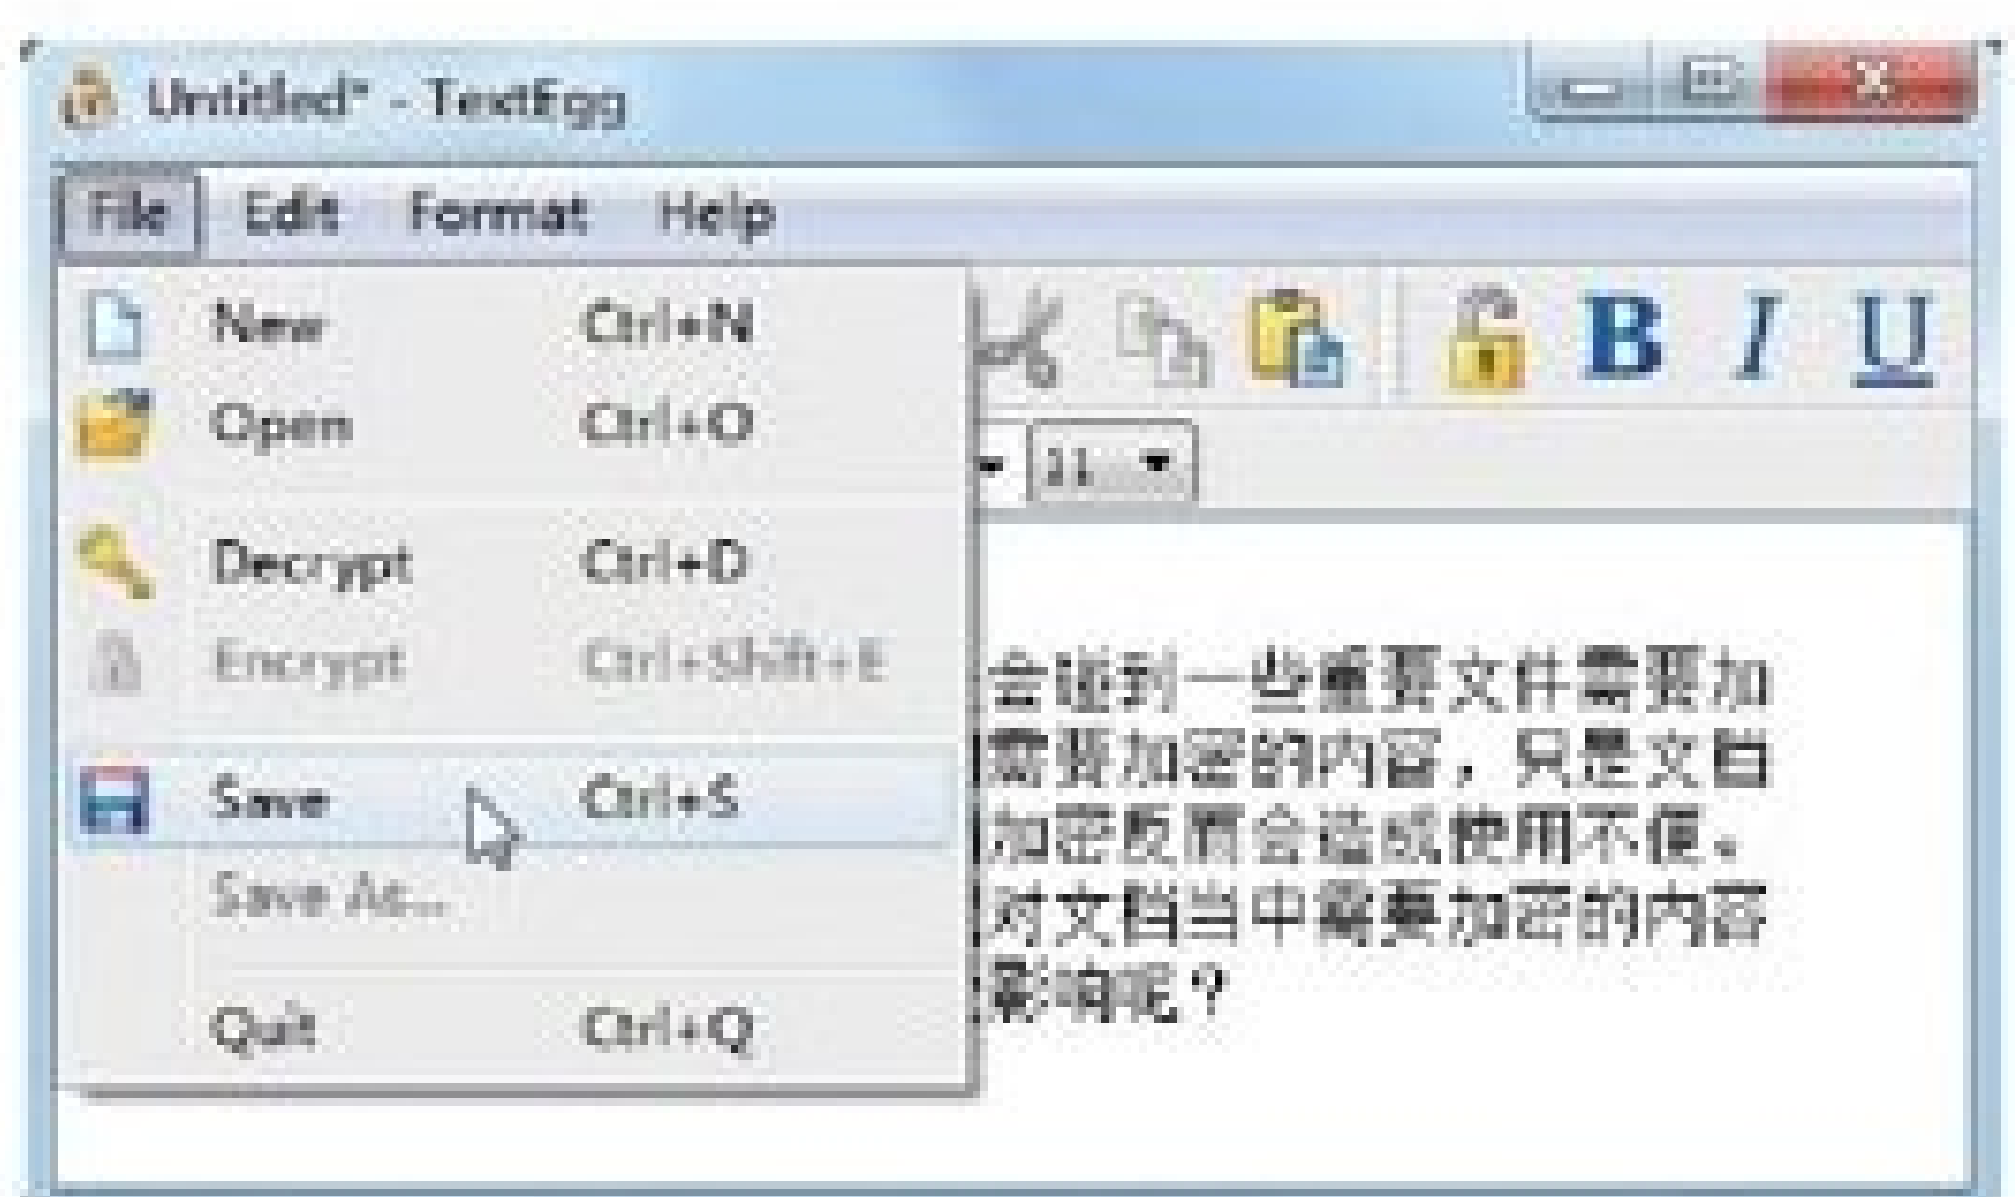 Untitled* - TextEgg
File Edit Format Help
New Ctrl+N
Open Ctrl+O
Decrypt Ctrl+D
Encrypt Ctrl+Shift+E
Save Ctrl+S
Save As...
Quit Ctrl+Q
B I U
11
会碰到一些重要文件需要加
需要加密的内容，只是文档
加密反而会造成使用不便。
对文档当中需要加密的内容
影响呢？